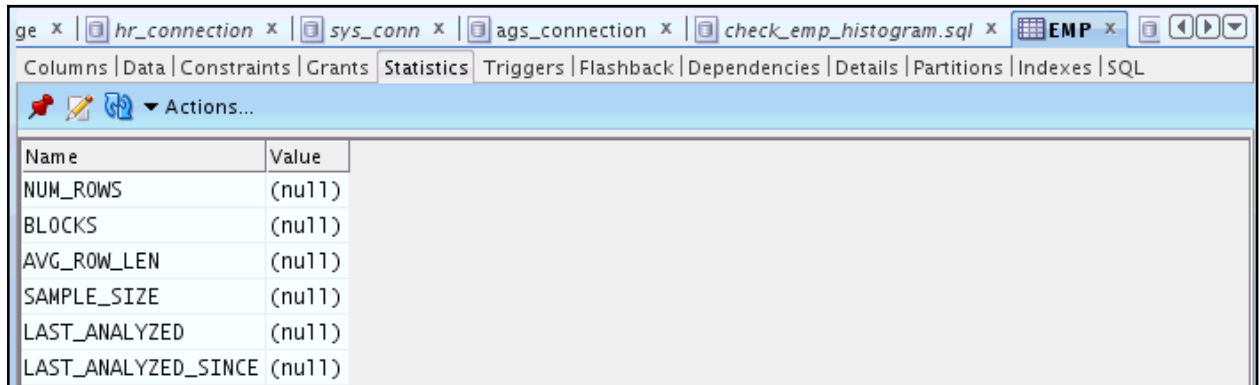 ge x hr_connection x sys_conn x ags_connection x check_emp_histogram.sql x EMP x
Columns | Data | Constraints | Grants | Statistics | Triggers | Flashback | Dependencies | Details | Partitions | Indexes | SQL
Actions...
Name Value
NUM_ROWS (null)
BLOCKS (null)
AVG_ROW_LEN (null)
SAMPLE_SIZE (null)
LAST_ANALYZED (null)
LAST_ANALYZED_SINCE (null)